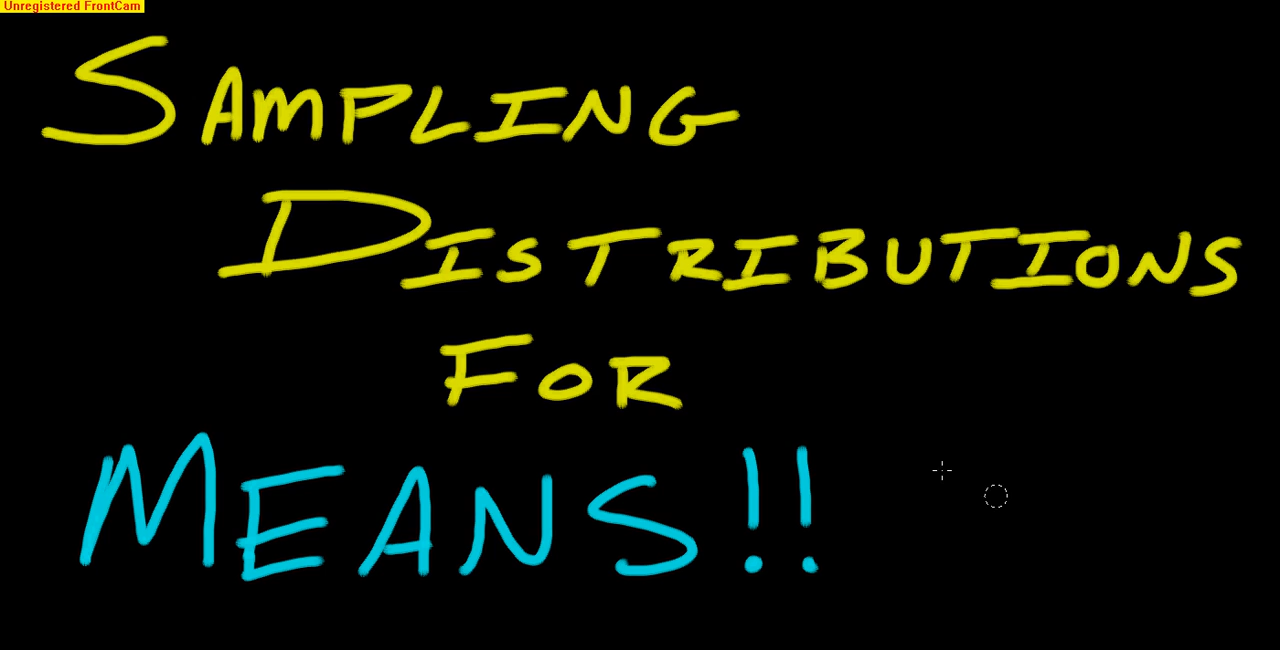 Unregistered FrontCam
SAMPLING
DISTRIBUTIONS
FOR
MEANS!!